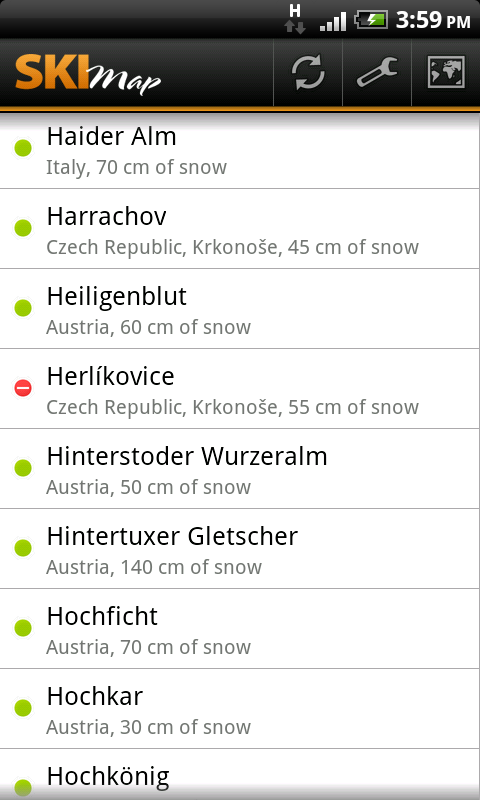 H
3:59 PM
SKI Map
Haider Alm
Italy, 70 cm of snow
Harrachov
Czech Republic, Krkonoše, 45 cm of snow
Heiligenblut
Austria, 60 cm of snow
Herlíkovice
Czech Republic, Krkonoše, 55 cm of snow
Hinterstoder Wurzeralm
Austria, 50 cm of snow
Hintertuxer Gletscher
Austria, 140 cm of snow
Hochficht
Austria, 70 cm of snow
Hochkar
Austria, 30 cm of snow
Hochkönig